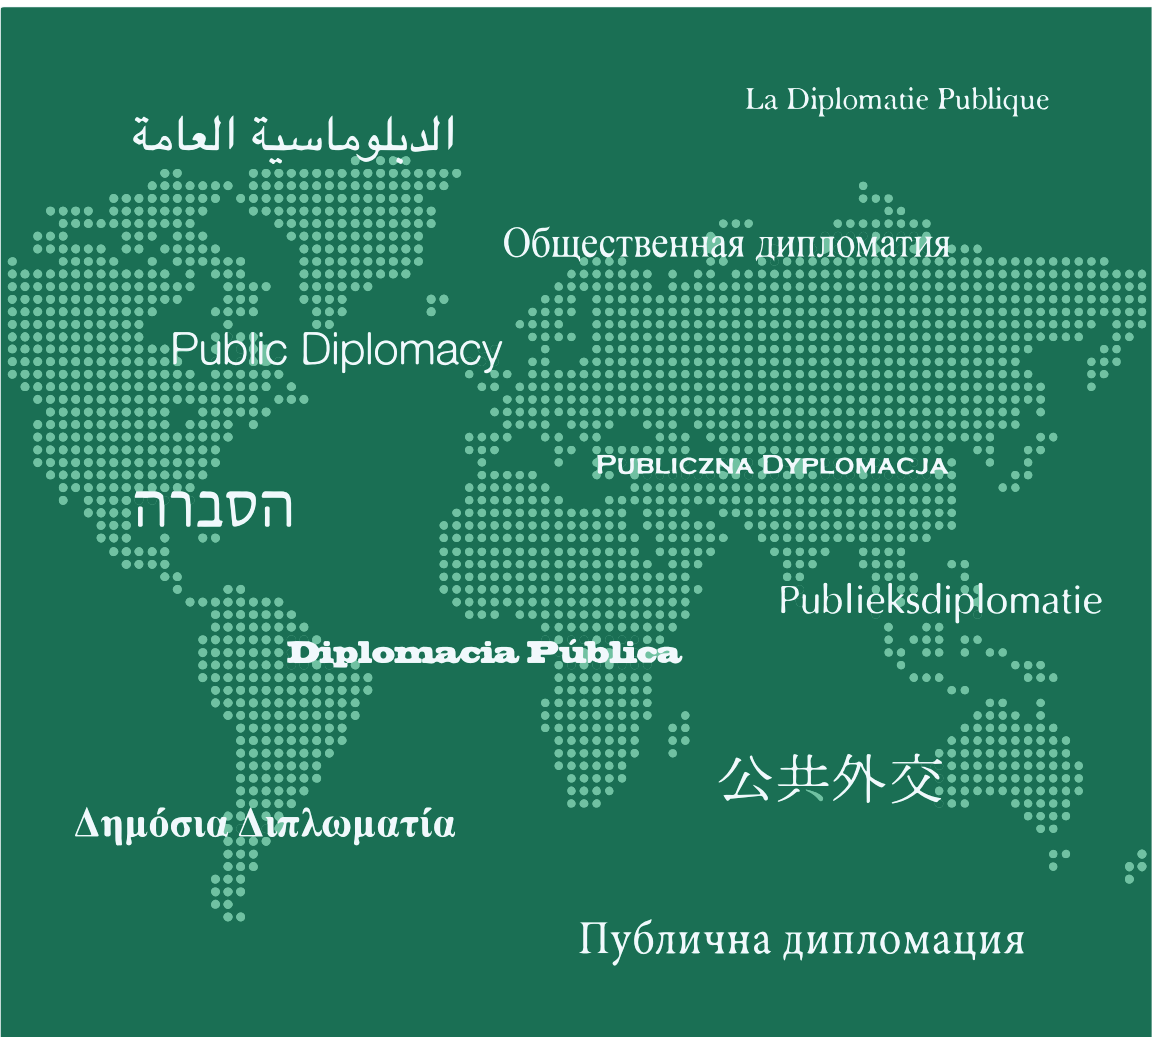 La Diplomatie Publique
الدبلوماسية العامة
Общественная дипломатия
Public Diplomacy
Publiczna Dyplomacja
הסברה
Publieksdiplomatie
Diplomacia Pública
公共外交
Δημόσια Διπλωματία
Публична дипломация